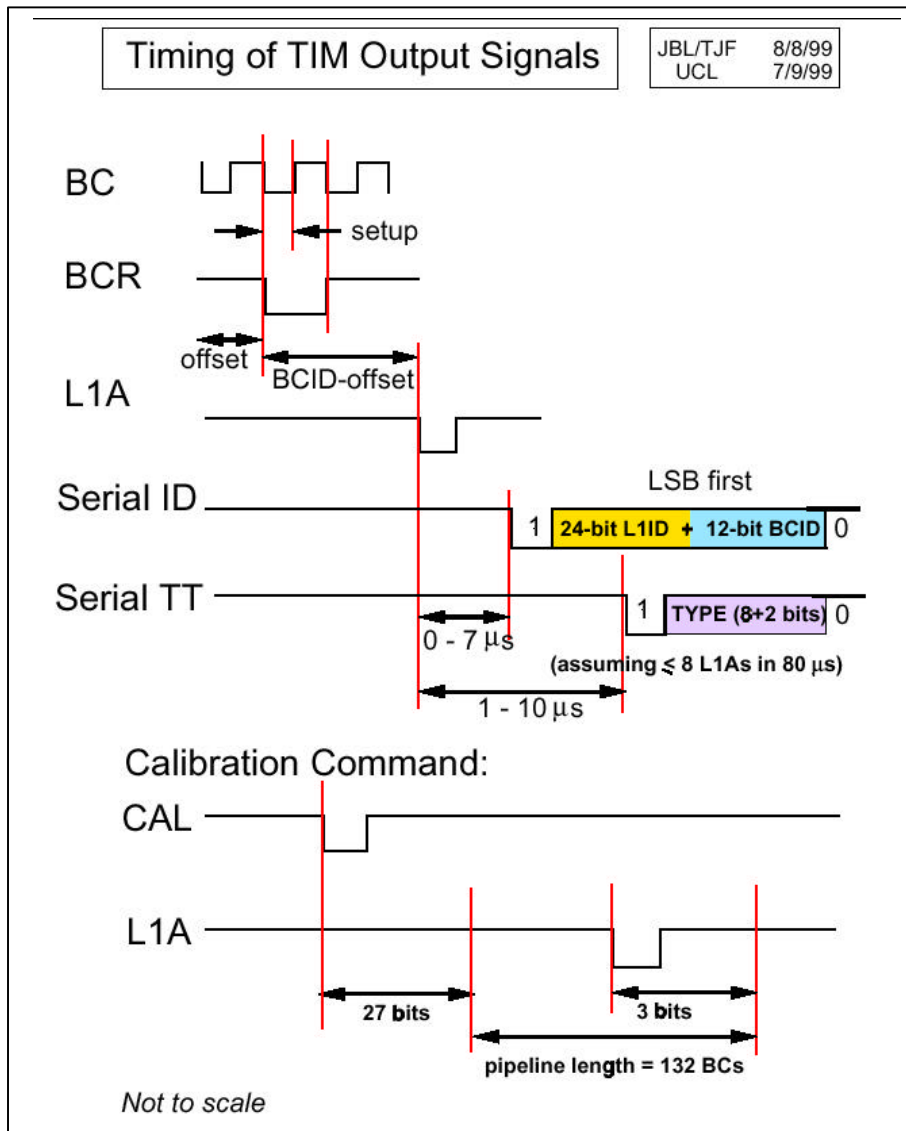 Timing of TIM Output Signals
JBL/TJF 8/8/99
UCL 7/9/99
BC
setup
BCR
offset
BCID-offset
L1A
LSB first
Serial ID
1 24-bit L1ID + 12-bit BCID 0
Serial TT
1 TYPE (8+2 bits) 0
0 - 7 μs
(assuming ≤ 8 L1As in 80 μs)
1 - 10 μs
Calibration Command:
CAL
L1A
27 bits
3 bits
pipeline length = 132 BCs
Not to scale